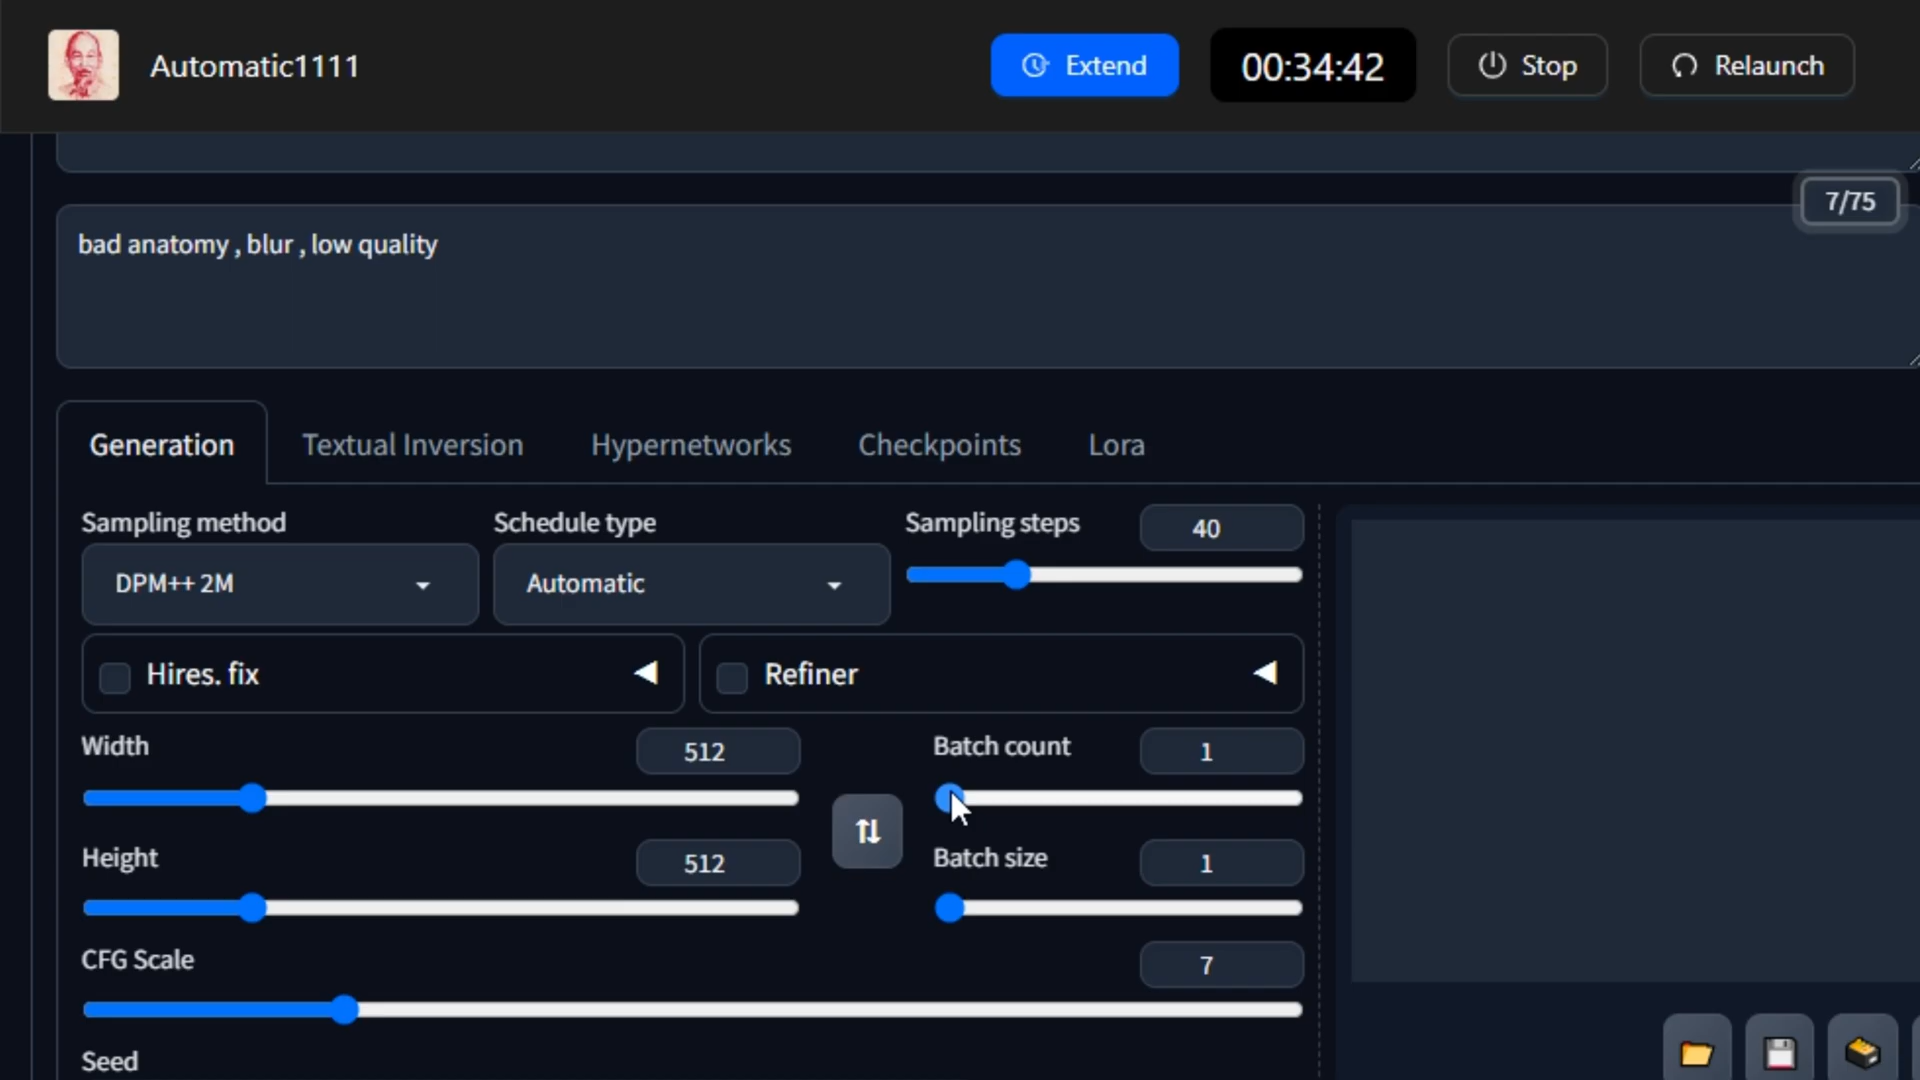 Automatic1111
Extend
00:34:42
Stop
Relaunch
7/75
bad anatomy , blur , low quality
Generation
Textual Inversion
Hypernetworks
Checkpoints
Lora
Sampling method
Schedule type
Sampling steps
40
DPM++ 2M
Automatic
Hires. fix
Refiner
Width
512
Batch count
1
Height
512
Batch size
1
CFG Scale
7
Seed